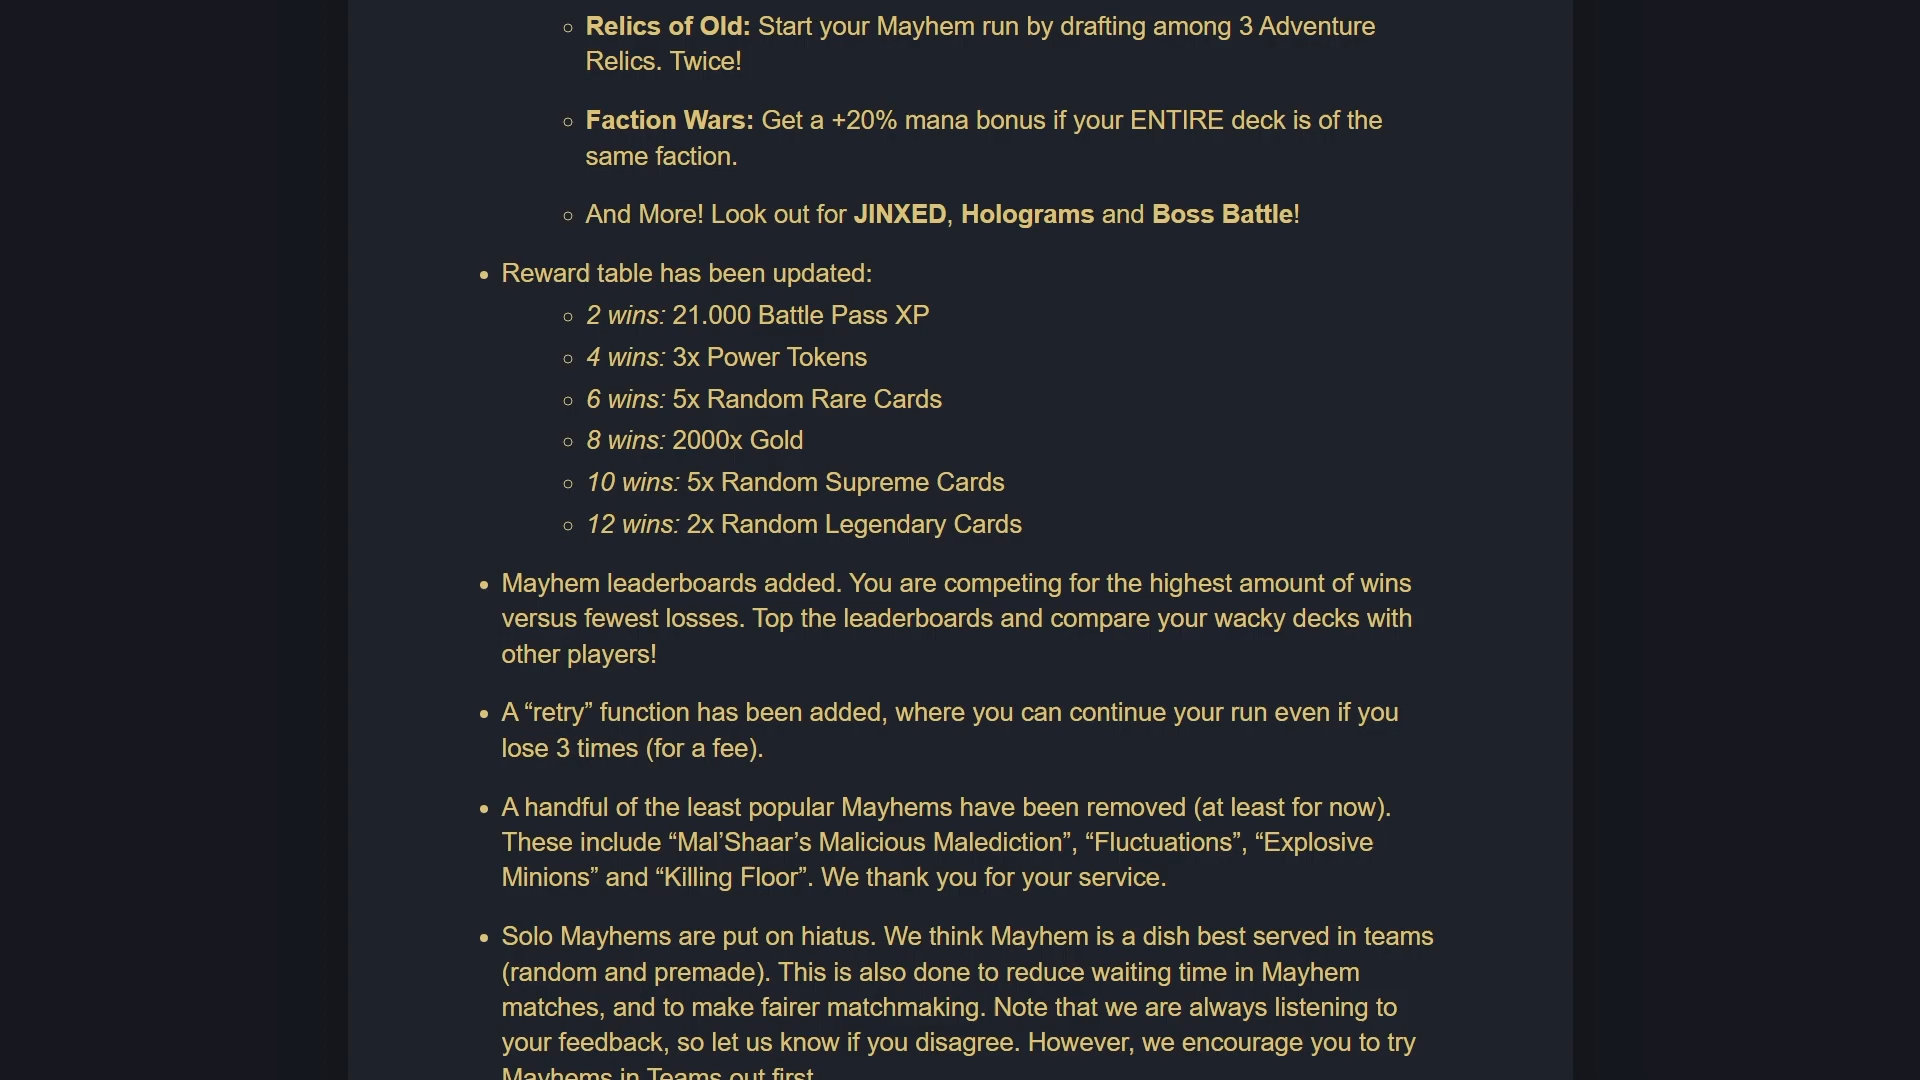 Relics of Old: Start your Mayhem run by drafting among 3 Adventure
Relics. Twice!
Faction Wars: Get a +20% mana bonus if your ENTIRE deck is of the
same faction.
And More! Look out for JINXED, Holograms and Boss Battle!
Reward table has been updated:
2 wins: 21.000 Battle Pass XP
4 wins: 3x Power Tokens
6 wins: 5x Random Rare Cards
8 wins: 2000x Gold
10 wins: 5x Random Supreme Cards
12 wins: 2x Random Legendary Cards
Mayhem leaderboards added. You are competing for the highest amount of wins
versus fewest losses. Top the leaderboards and compare your wacky decks with
other players!
A “retry” function has been added, where you can continue your run even if you
lose 3 times (for a fee).
A handful of the least popular Mayhems have been removed (at least for now).
These include “Mal’Shaar’s Malicious Malediction”, “Fluctuations”, “Explosive
Minions” and “Killing Floor”. We thank you for your service.
Solo Mayhems are put on hiatus. We think Mayhem is a dish best served in teams
(random and premade). This is also done to reduce waiting time in Mayhem
matches, and to make fairer matchmaking. Note that we are always listening to
your feedback, so let us know if you disagree. However, we encourage you to try
Mayhems in Teams out first